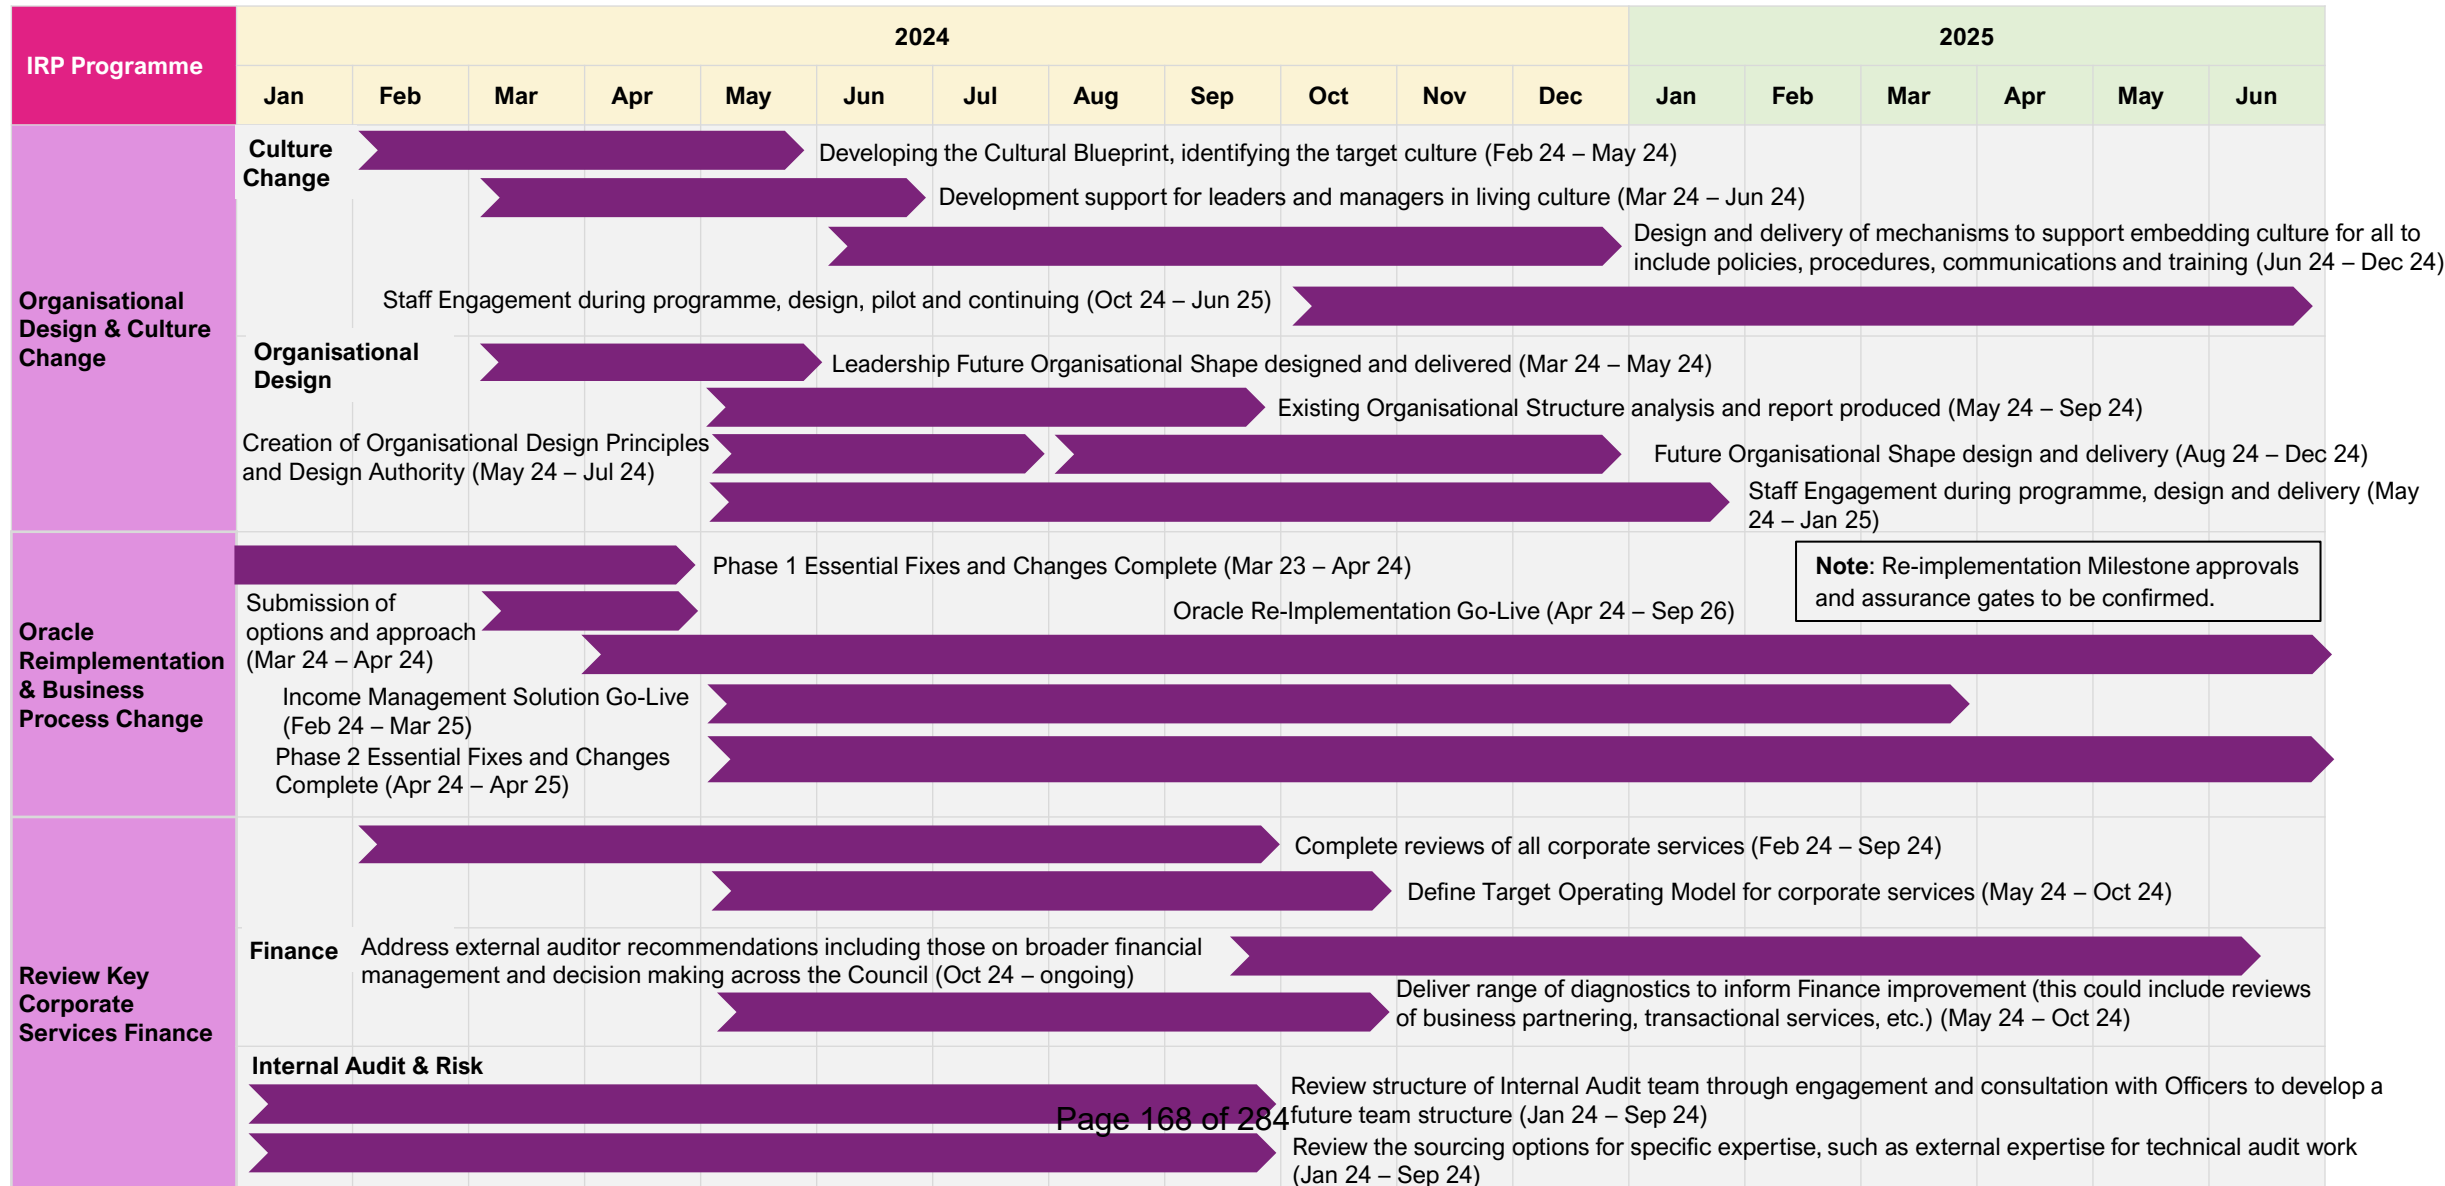 IRP Programme
2024
2025
Jan Feb Mar Apr May Jun Jul Aug Sep Oct Nov Dec Jan Feb Mar Apr May Jun
Organisational
Design & Culture
Change
Culture
Change
Developing the Cultural Blueprint, identifying the target culture (Feb 24 – May 24)
Development support for leaders and managers in living culture (Mar 24 – Jun 24)
Design and delivery of mechanisms to support embedding culture for all to
include policies, procedures, communications and training (Jun 24 – Dec 24)
Staff Engagement during programme, design, pilot and continuing (Oct 24 – Jun 25)
Organisational
Design
Leadership Future Organisational Shape designed and delivered (Mar 24 – May 24)
Existing Organisational Structure analysis and report produced (May 24 – Sep 24)
Creation of Organisational Design Principles
and Design Authority (May 24 – Jul 24)
Future Organisational Shape design and delivery (Aug 24 – Dec 24)
Staff Engagement during programme, design and delivery (May
24 – Jan 25)
Oracle
Reimplementation
& Business
Process Change
Phase 1 Essential Fixes and Changes Complete (Mar 23 – Apr 24)
Note: Re-implementation Milestone approvals
and assurance gates to be confirmed.
Submission of
options and approach
(Mar 24 – Apr 24)
Oracle Re-Implementation Go-Live (Apr 24 – Sep 26)
Income Management Solution Go-Live
(Feb 24 – Mar 25)
Phase 2 Essential Fixes and Changes
Complete (Apr 24 – Apr 25)
Review Key
Corporate
Services Finance
Complete reviews of all corporate services (Feb 24 – Sep 24)
Define Target Operating Model for corporate services (May 24 – Oct 24)
Finance
Address external auditor recommendations including those on broader financial
management and decision making across the Council (Oct 24 – ongoing)
Deliver range of diagnostics to inform Finance improvement (this could include reviews
of business partnering, transactional services, etc.) (May 24 – Oct 24)
Internal Audit & Risk
Review structure of Internal Audit team through engagement and consultation with Officers to develop a
future team structure (Jan 24 – Sep 24)
Page 168 of 284
Review the sourcing options for specific expertise, such as external expertise for technical audit work
(Jan 24 – Sep 24)